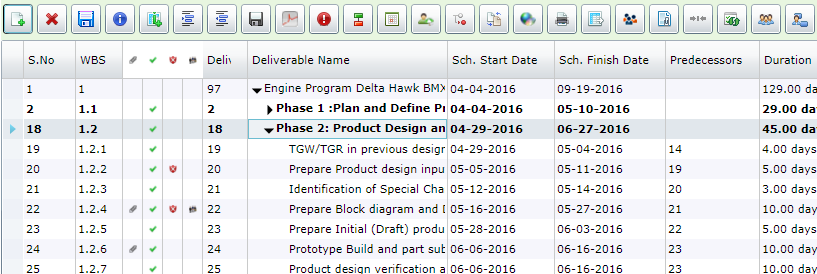 S.No WBS Deliv Deliverable Name Sch. Start Date Sch. Finish Date Predecessors Duration
1 1 97 Engine Program Delta Hawk BMX 04-04-2016 09-19-2016 129.00 da
2 1.1 2 Phase 1 :Plan and Define Pr 04-04-2016 05-10-2016 29.00 da
18 1.2 18 Phase 2: Product Design an 04-29-2016 06-27-2016 45.00 da
19 1.2.1 19 TGW/TGR in previous design 04-29-2016 05-04-2016 14 4.00 days
20 1.2.2 20 Prepare Product design inpu 05-05-2016 05-11-2016 19 5.00 days
21 1.2.3 21 Identification of Special Cha 05-12-2016 05-14-2016 20 3.00 days
22 1.2.4 22 Prepare Block diagram and D 05-16-2016 05-27-2016 21 10.00 days
23 1.2.5 23 Prepare Initial (Draft) produ 05-28-2016 06-03-2016 22 5.00 days
24 1.2.6 24 Prototype Build and part sub 06-06-2016 06-16-2016 23 10.00 days
25 1.2.7 25 Product design verification a 06-06-2016 06-16-2016 23 10.00 days